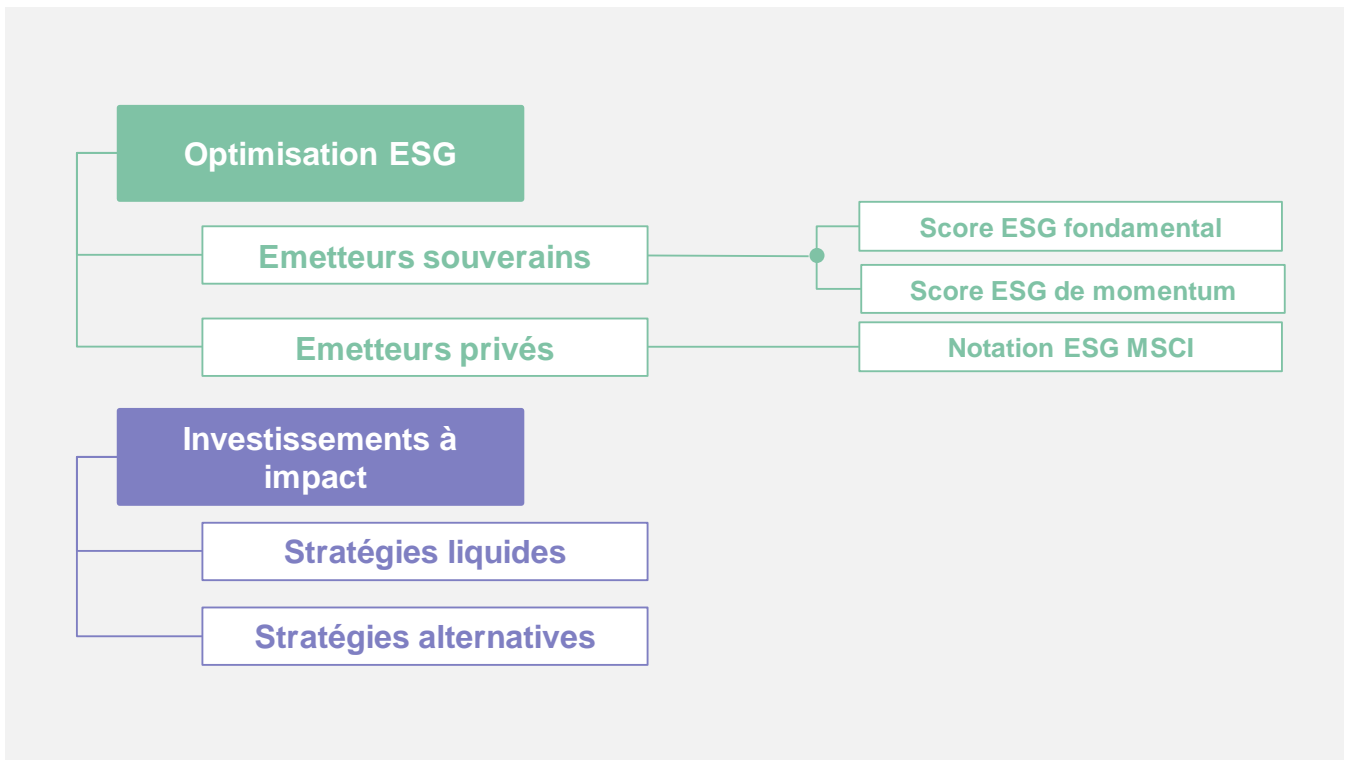 Optimisation ESG
Emetteurs souverains
Score ESG fondamental
Score ESG de momentum
Emetteurs privés
Notation ESG MSCI
Investissements à
impact
Stratégies liquides
Stratégies alternatives